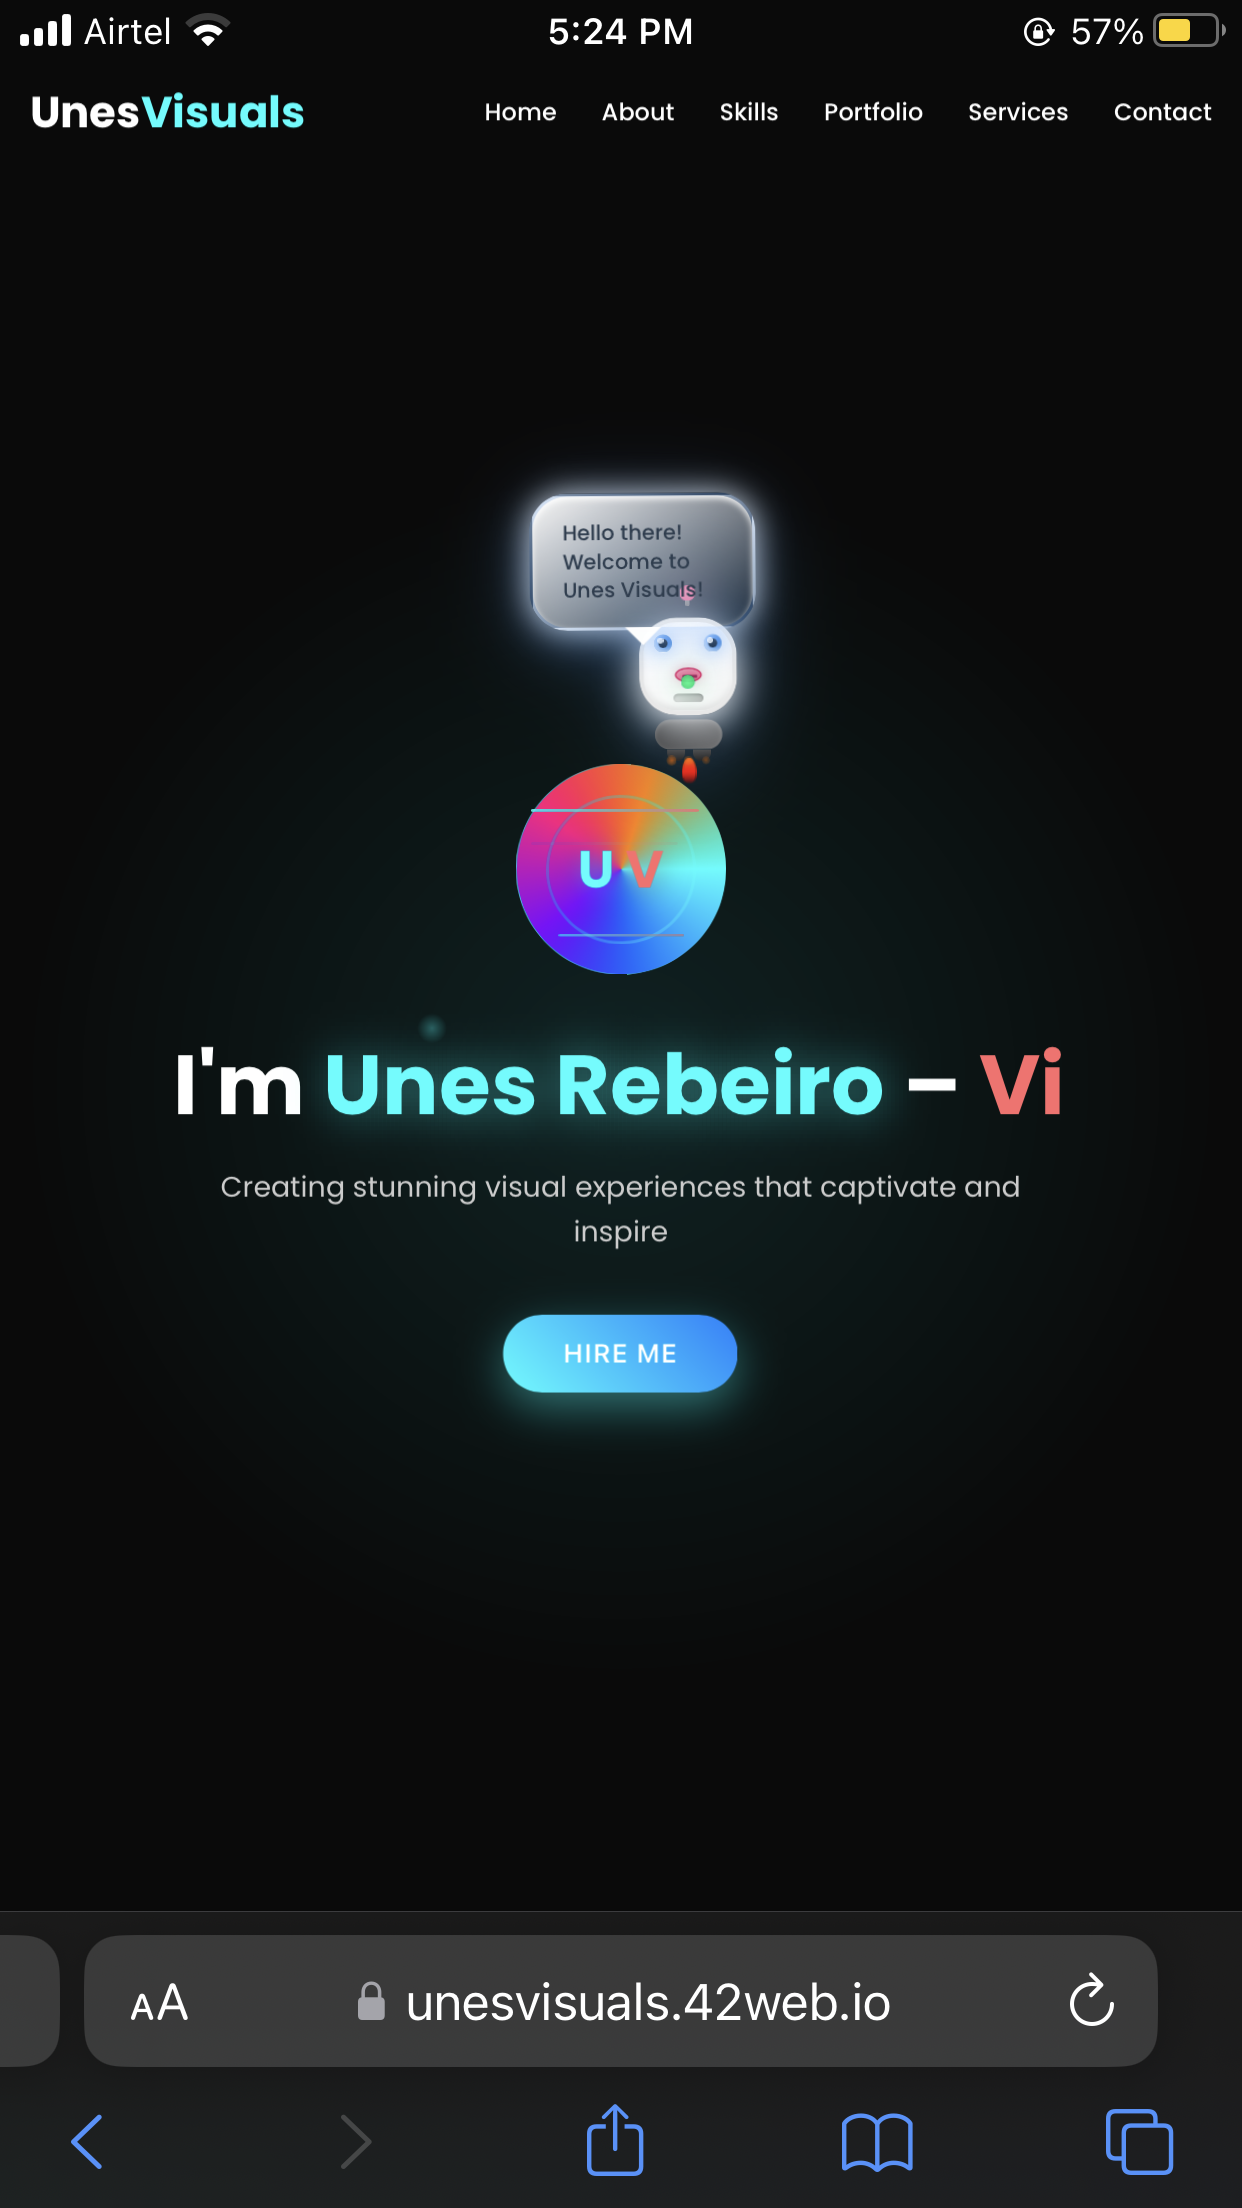 Airtel 5:24 PM 57%
UnesVisuals Home About Skills Portfolio Services Contact
Hello there!
Welcome to
Unes Visuals!
U V
I'm Unes Rebeiro – Vi
Creating stunning visual experiences that captivate and
inspire
HIRE ME
AA unesvisuals.42web.io